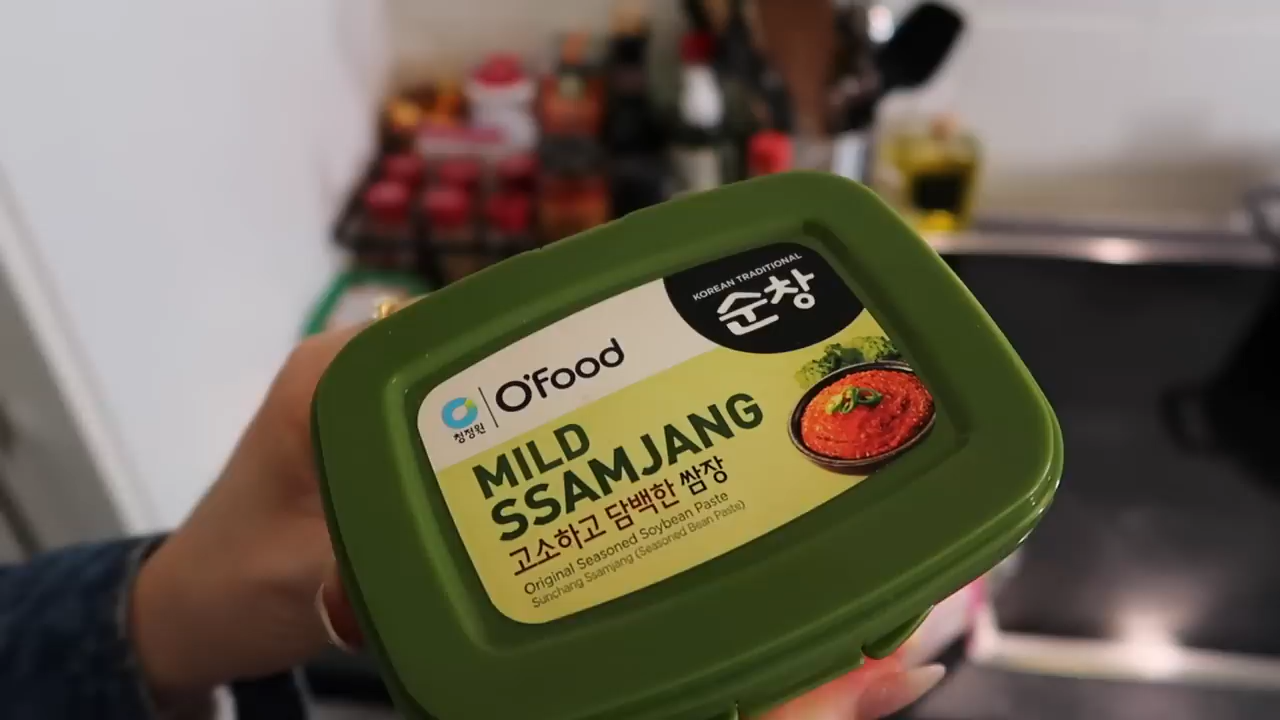 KOREAN TRADITIONAL
순창
청정원
O'Food
MILD
SSAMJANG
고소하고 담백한 쌈장
Original Seasoned Soybean Paste
Sunchang Ssamjang (Seasoned Bean Paste)